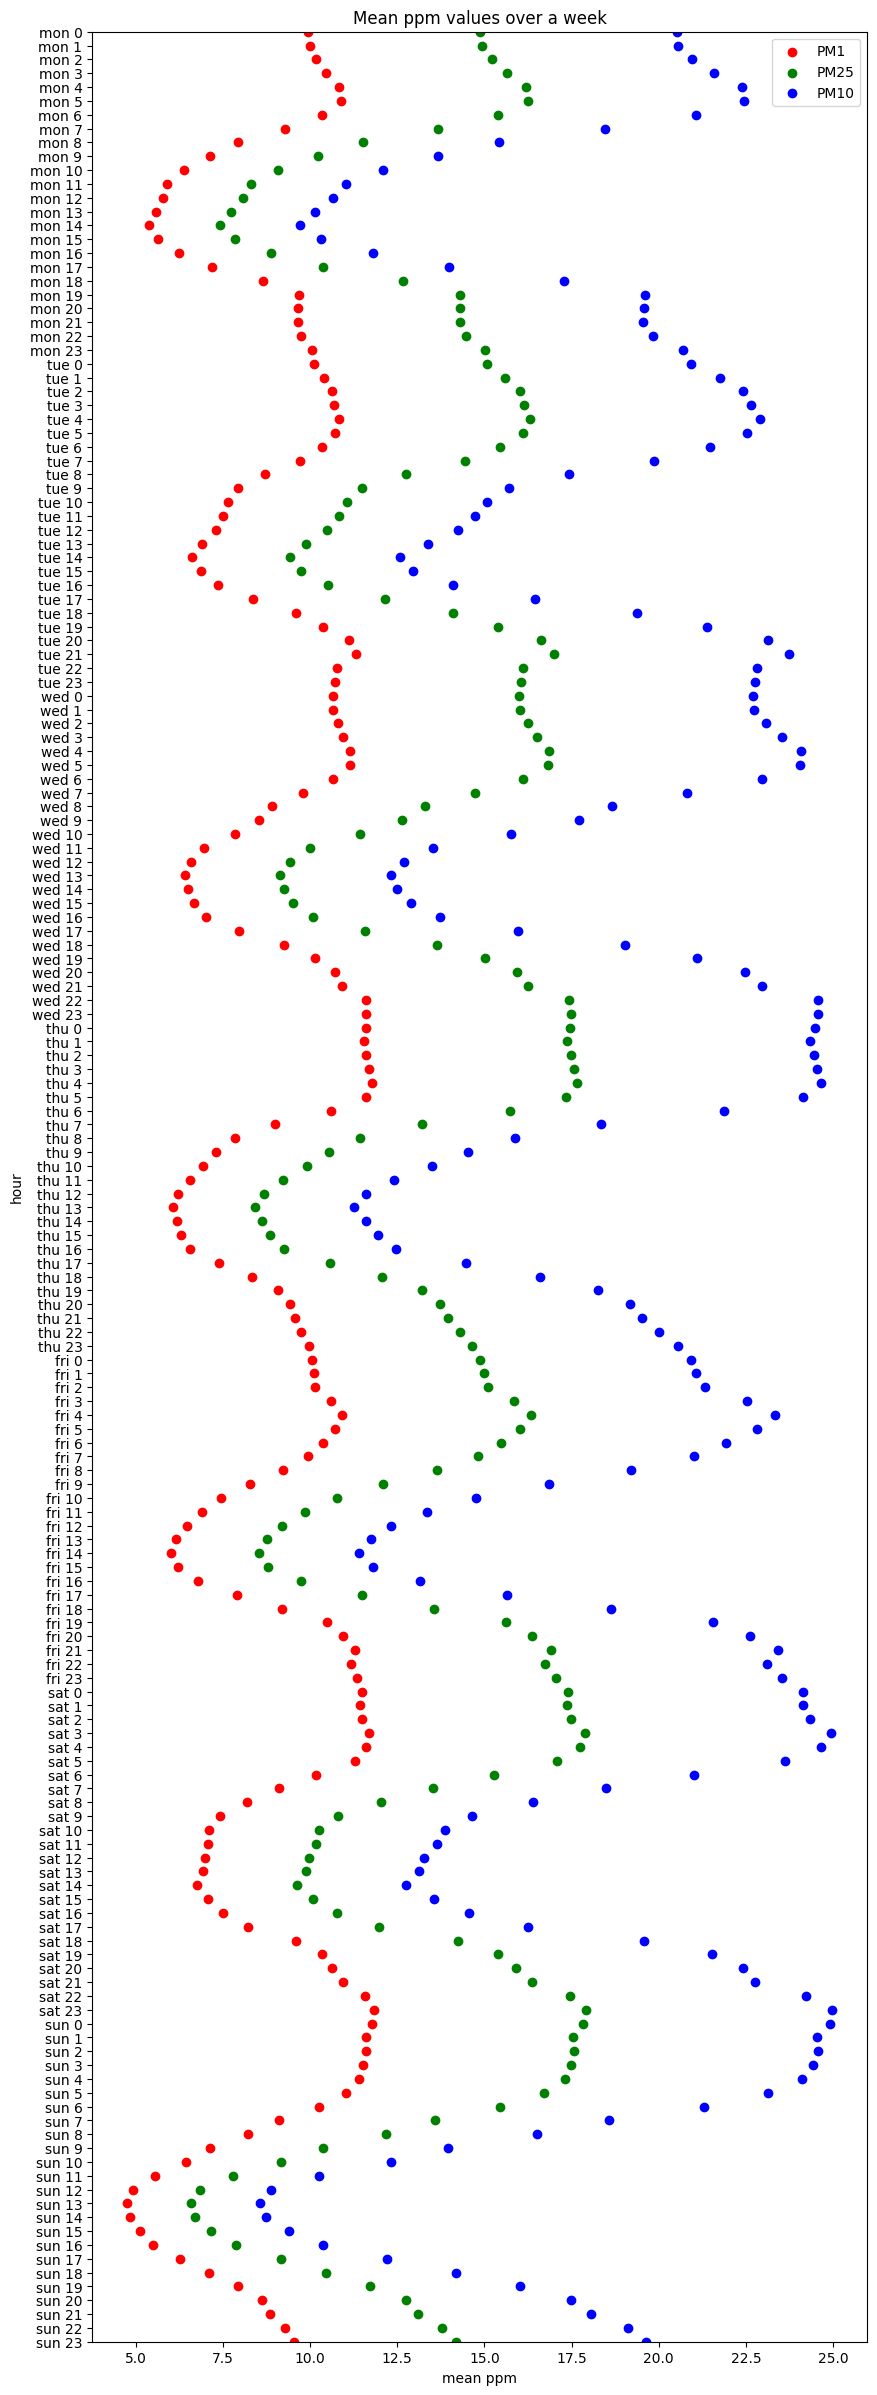 Mean ppm values over a week
PM1
PM25
PM10
mon 0
mon 1
mon 2
mon 3
mon 4
mon 5
mon 6
mon 7
mon 8
mon 9
mon 10
mon 11
mon 12
mon 13
mon 14
mon 15
mon 16
mon 17
mon 18
mon 19
mon 20
mon 21
mon 22
mon 23
tue 0
tue 1
tue 2
tue 3
tue 4
tue 5
tue 6
tue 7
tue 8
tue 9
tue 10
tue 11
tue 12
tue 13
tue 14
tue 15
tue 16
tue 17
tue 18
tue 19
tue 20
tue 21
tue 22
tue 23
wed 0
wed 1
wed 2
wed 3
wed 4
wed 5
wed 6
wed 7
wed 8
wed 9
wed 10
wed 11
wed 12
wed 13
wed 14
wed 15
wed 16
wed 17
wed 18
wed 19
wed 20
wed 21
wed 22
wed 23
thu 0
thu 1
thu 2
thu 3
thu 4
thu 5
thu 6
thu 7
thu 8
thu 9
thu 10
thu 11
thu 12
thu 13
thu 14
thu 15
thu 16
thu 17
thu 18
thu 19
thu 20
thu 21
thu 22
thu 23
fri 0
fri 1
fri 2
fri 3
fri 4
fri 5
fri 6
fri 7
fri 8
fri 9
fri 10
fri 11
fri 12
fri 13
fri 14
fri 15
fri 16
fri 17
fri 18
fri 19
fri 20
fri 21
fri 22
fri 23
sat 0
sat 1
sat 2
sat 3
sat 4
sat 5
sat 6
sat 7
sat 8
sat 9
sat 10
sat 11
sat 12
sat 13
sat 14
sat 15
sat 16
sat 17
sat 18
sat 19
sat 20
sat 21
sat 22
sat 23
sun 0
sun 1
sun 2
sun 3
sun 4
sun 5
sun 6
sun 7
sun 8
sun 9
sun 10
sun 11
sun 12
sun 13
sun 14
sun 15
sun 16
sun 17
sun 18
sun 19
sun 20
sun 21
sun 22
sun 23
hour
5.0 7.5 10.0 12.5 15.0 17.5 20.0 22.5 25.0
mean ppm